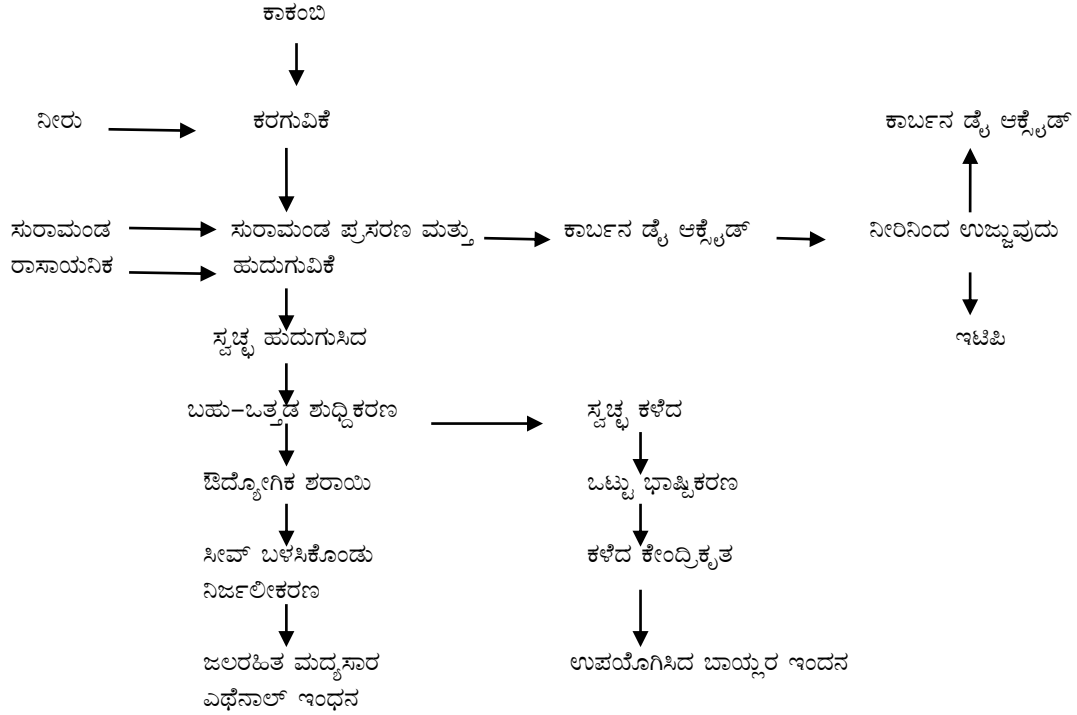 ಕಾಕಂಬಿ
ನೀರು ಕರಗುವಿಕೆ ಕಾರ್ಬನ ಡೈ ಆಕ್ಸೈಡ್
ಸುರಾಮಂಡ ಸುರಾಮಂಡ ಪ್ರಸರಣ ಮತ್ತು ಕಾರ್ಬನ ಡೈ ಆಕ್ಸೈಡ್ ನೀರಿನಿಂದ ಉಜ್ಜುವುದು
ರಾಸಾಯನಿಕ ಹುದುಗುವಿಕೆ
ಸ್ವಚ್ಛ ಹುದುಗುಸಿದ ಇಟಿಪಿ
ಬಹು–ಒತ್ತಡ ಶುಧ್ದಿಕರಣ ಸ್ವಚ್ಛ ಕಳೆದ
ಔದ್ಯೋಗಿಕ ಶರಾಯಿ ಒಟ್ಟು ಭಾಷ್ಪಿಕರಣ
ಸೀವ್ ಬಳಸಿಕೊಂಡು ಕಳೆದ ಕೇಂದ್ರಿಕೃತ
ನಿರ್ಜಲೀಕರಣ
ಜಲರಹಿತ ಮದ್ಯಸಾರ ಉಪಯೊಗಿಸಿದ ಬಾಯ್ಲರ ಇಂದನ
ಎಥೆನಾಲ್ ಇಂಧನ